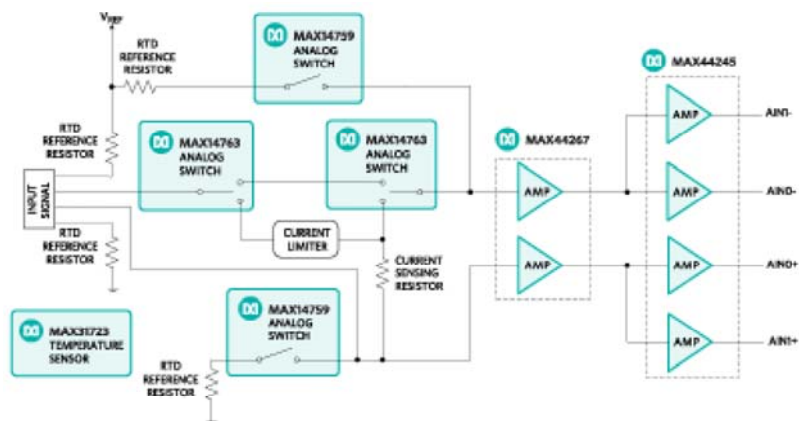 VREF
RTD
REFERENCE
RESISTOR
MAX14759
ANALOG
SWITCH
MAX44245
RTD
REFERENCE
RESISTOR
MAX14763
ANALOG
SWITCH
MAX14763
ANALOG
SWITCH
MAX44267
AMP
AIN1-
INPUT
SIGNAL
AMP
AMP
AIN0-
RTD
REFERENCE
RESISTOR
CURRENT
LIMITER
CURRENT
SENSING
RESISTOR
AMP
AMP
AIN0+
MAX31723
TEMPERATURE
SENSOR
MAX14759
ANALOG
SWITCH
RTD
REFERENCE
RESISTOR
AMP
AIN1+